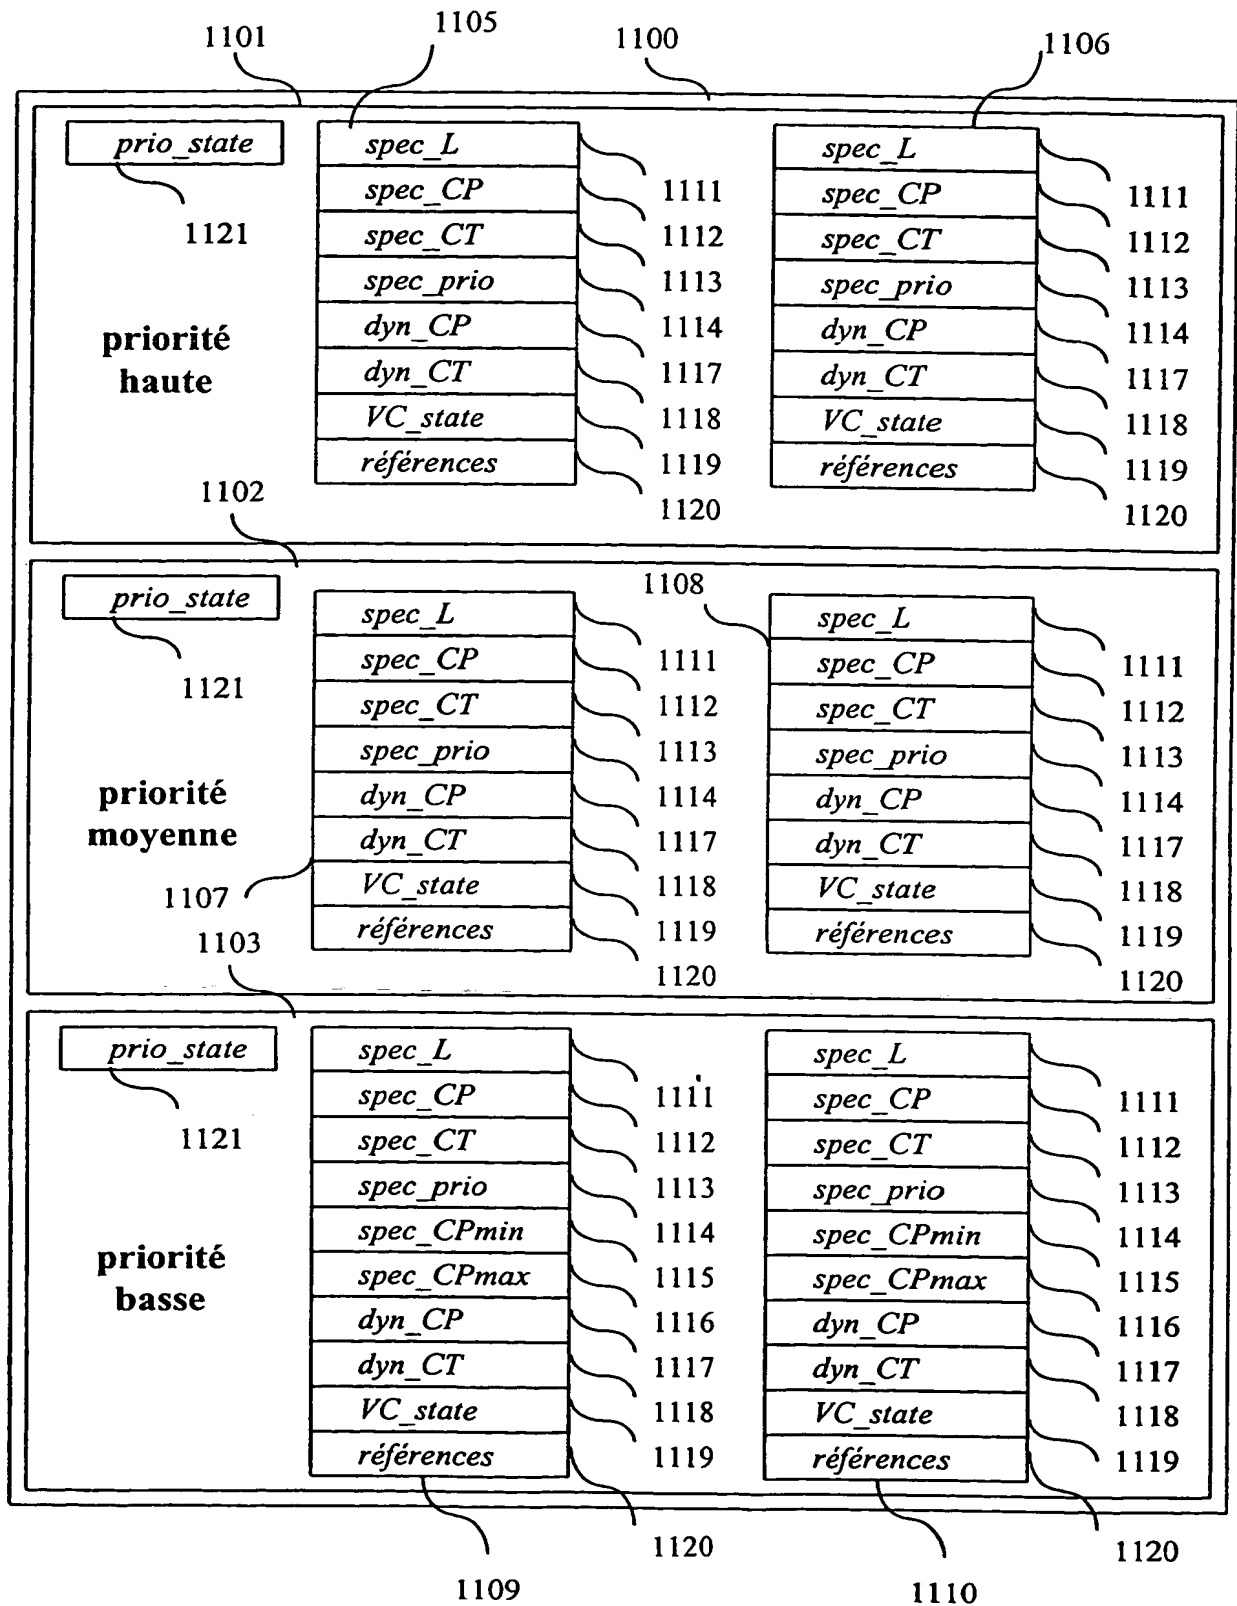 1105
1101
1100
1106
prio_state
1121
priorité
haute
spec_L
spec_CP
spec_CT
spec_prio
dyn_CP
dyn_CT
VC_state
références
1111
1112
1113
1114
1117
1118
1119
1120
spec_L
spec_CP
spec_CT
spec_prio
dyn_CP
dyn_CT
VC_state
références
1111
1112
1113
1114
1117
1118
1119
1120
1102
prio_state
1121
priorité
moyenne
1107
spec_L
spec_CP
spec_CT
spec_prio
dyn_CP
dyn_CT
VC_state
références
1111
1112
1113
1114
1117
1118
1119
1120
1108
spec_L
spec_CP
spec_CT
spec_prio
dyn_CP
dyn_CT
VC_state
références
1111
1112
1113
1114
1117
1118
1119
1120
1103
prio_state
1121
priorité
basse
spec_L
spec_CP
spec_CT
spec_prio
spec_CPmin
spec_CPmax
dyn_CP
dyn_CT
VC_state
références
1111
1112
1113
1114
1115
1116
1117
1118
1119
1120
1109
spec_L
spec_CP
spec_CT
spec_prio
spec_CPmin
spec_CPmax
dyn_CP
dyn_CT
VC_state
références
1111
1112
1113
1114
1115
1116
1117
1118
1119
1120
1110